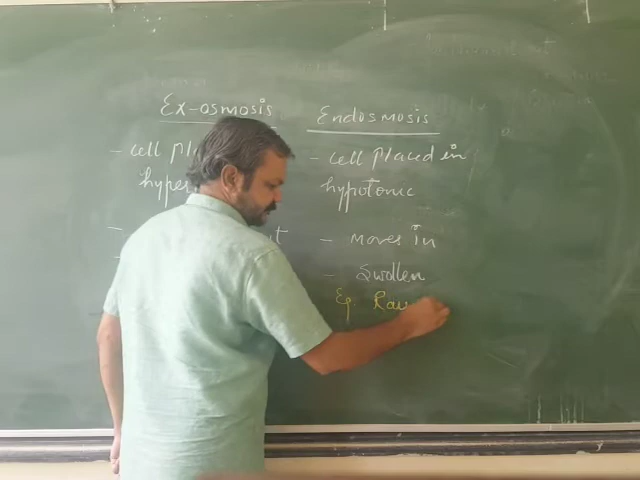 Ex-osmosis
- cell pla
hyper
-
t
Endosmosis
- cell placed in
hypotonic
- moves in
- Swollen
Eg. Rai